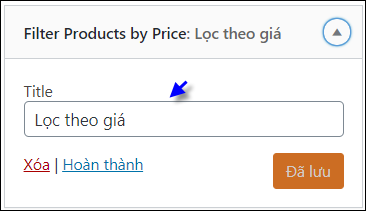 Filter Products by Price: Lọc theo giá
Title
Lọc theo giá
Xóa | Hoàn thành
Đã lưu